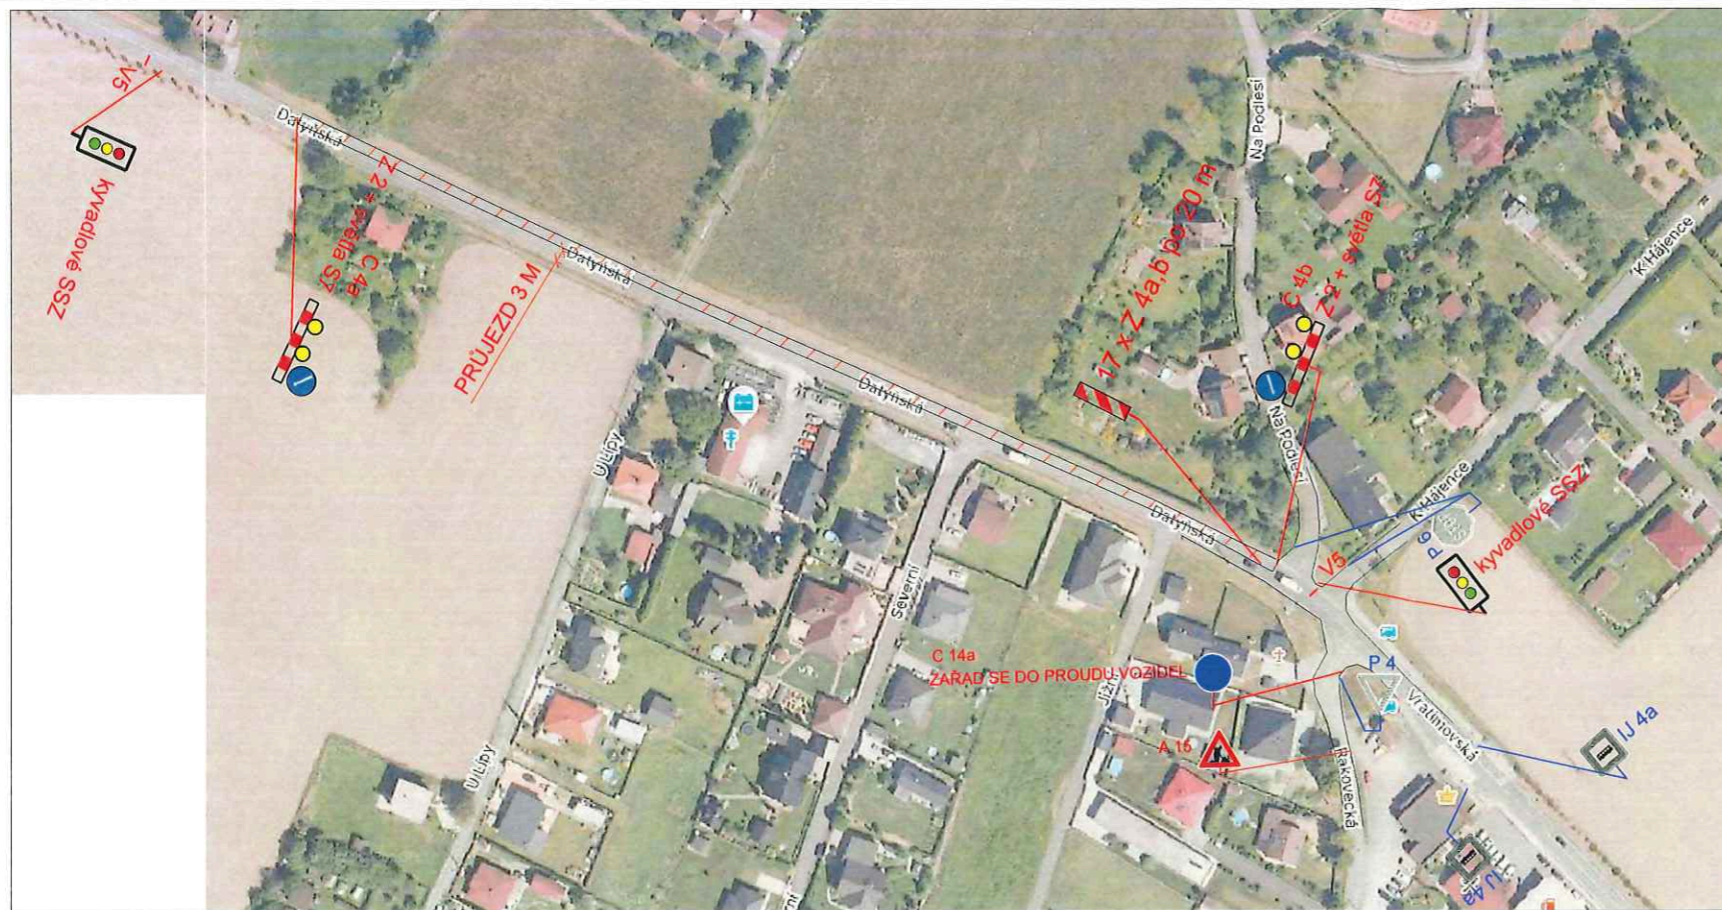 V5
kyvadlové SSZ
Datyňská
Z 2 + světla S7
C 4a
PRŮJEZD 3 M
Datyňská
Na Podlesí
17 x Z 4a,b po 20 m
C 4b
Z 2 + světla S7
K Hájence
Datyňská
Na Podlesí
U Lípy
K Hájence
P 6
kyvadlové SSZ
Datyňská
V5
Severní
C 14a
ZAŘAĎ SE DO PROUDU VOZIDEL
Jižní
P 4
Vratimovská
IJ 4a
A 15
Rakovecká
U Lípy
IJ 4a